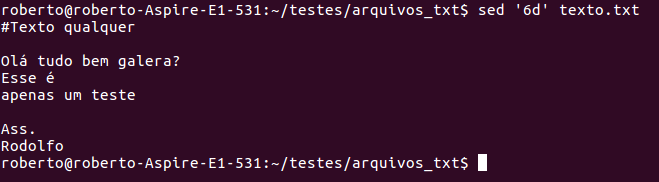 roberto@roberto-Aspire-E1-531:~/testes/arquivos_txt$ sed '6d' texto.txt
#Texto qualquer
Olá tudo bem galera?
Esse é
apenas um teste
Ass.
Rodolfo
roberto@roberto-Aspire-E1-531:~/testes/arquivos_txt$